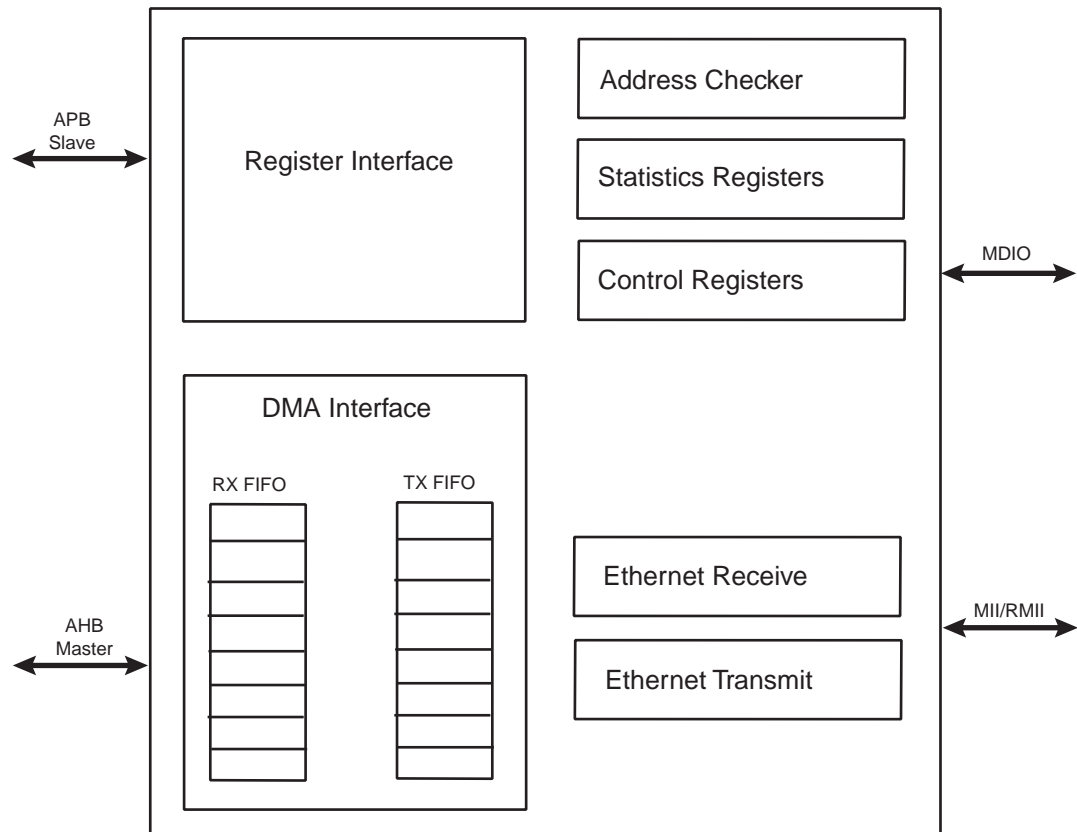 Address Checker
APB
Slave
Register Interface
Statistics Registers
MDIO
Control Registers
DMA Interface
RX FIFO
TX FIFO
Ethernet Receive
AHB
Master
MII/RMII
Ethernet Transmit